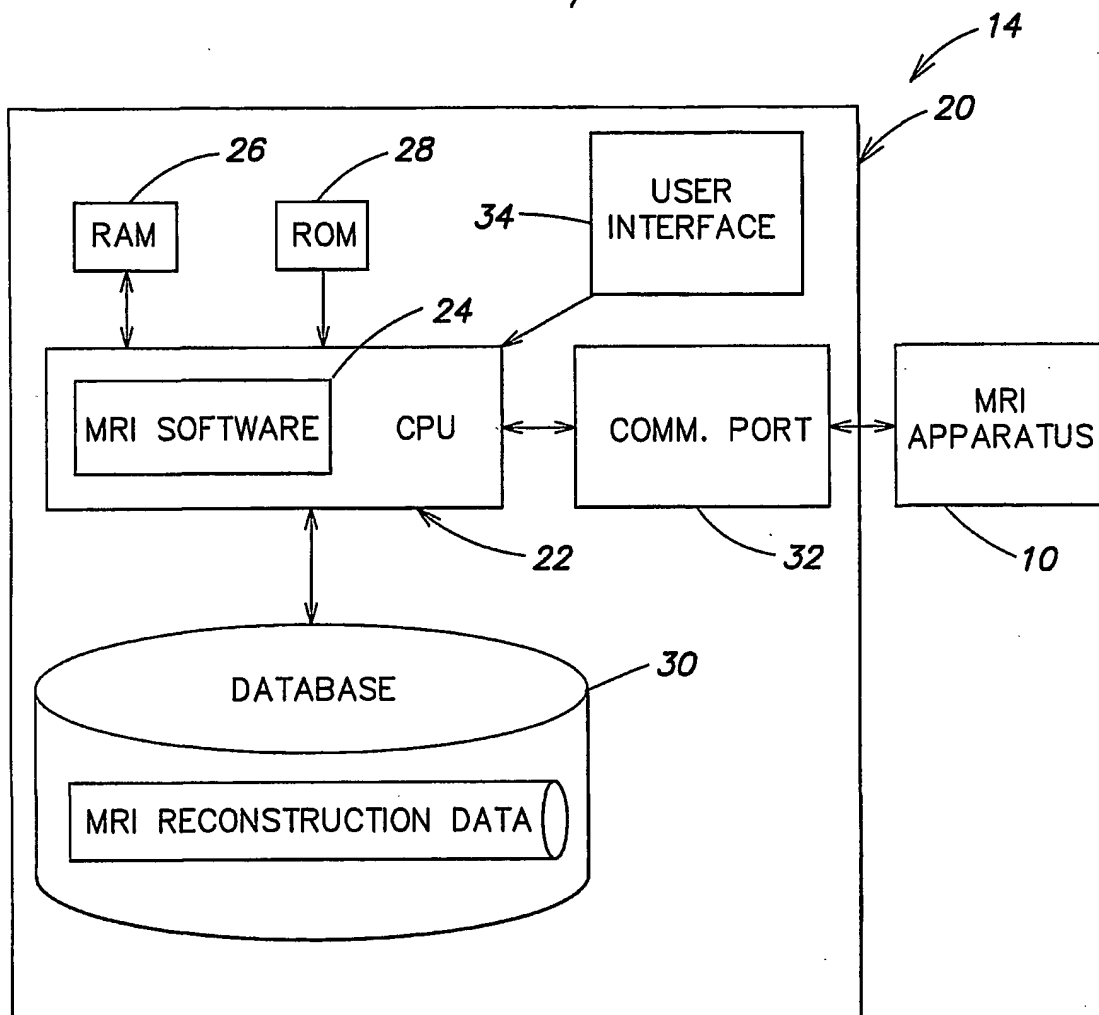 14
20
26
28
RAM
ROM
USER
INTERFACE
34
24
MRI SOFTWARE
CPU
COMM. PORT
MRI
APPARATUS
22
32
10
DATABASE
30
MRI RECONSTRUCTION DATA